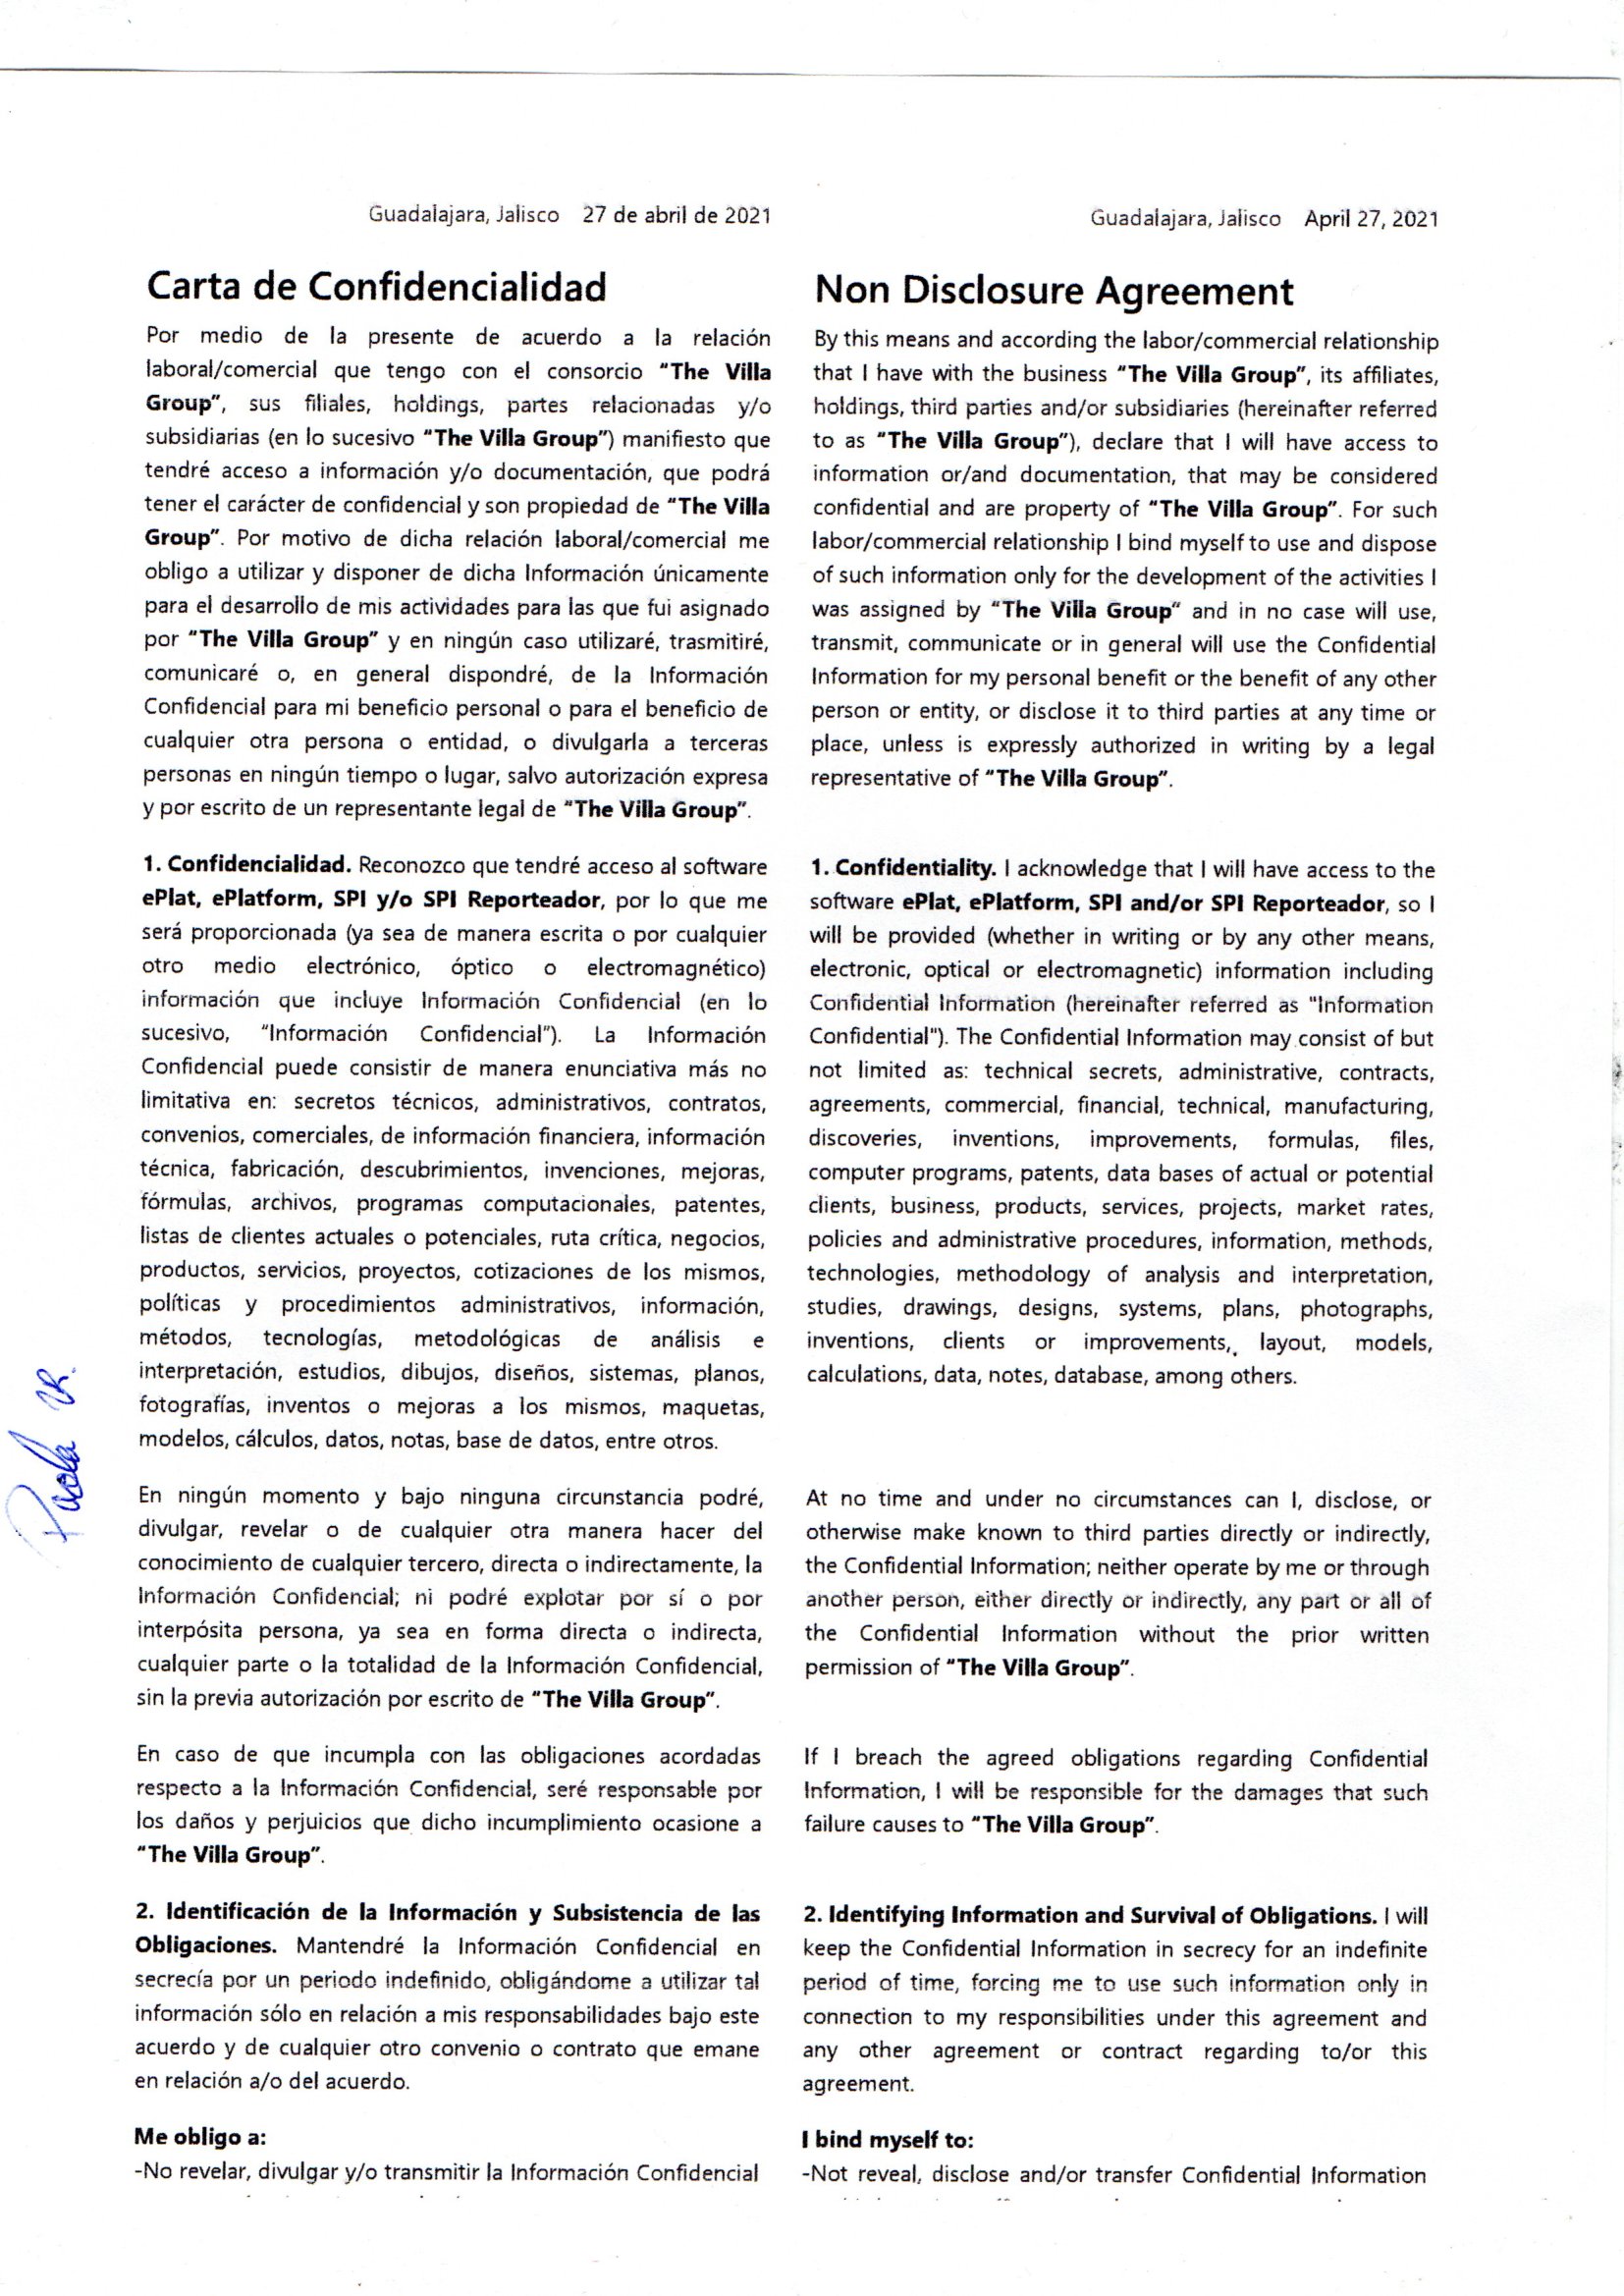 Guadalajara, Jalisco 27 de abril de 2021
Carta de Confidencialidad
Por medio de la presente de acuerdo a la relación
laboral/comercial que tengo con el consorcio "The Villa
Group", sus filiales, holdings, partes relacionadas y/o
subsidiarias (en lo sucesivo "The Villa Group") manifiesto que
tendré acceso a información y/o documentación, que podrá
tener el carácter de confidencial y son propiedad de "The Villa
Group". Por motivo de dicha relación laboral/comercial me
obligo a utilizar y disponer de dicha Información únicamente
para el desarrollo de mis actividades para las que fui asignado
por "The Villa Group" y en ningún caso utilizaré, trasmitiré,
comunicaré o, en general dispondré, de la Información
Confidencial para mi beneficio personal o para el beneficio de
cualquier otra persona o entidad, o divulgarla a terceras
personas en ningún tiempo o lugar, salvo autorización expresa
y por escrito de un representante legal de "The Villa Group".
1. Confidencialidad. Reconozco que tendré acceso al software
ePlat, ePlatform, SPI y/o SPI Reporteador, por lo que me
será proporcionada (ya sea de manera escrita o por cualquier
otro medio electrónico, óptico o electromagnético)
información que incluye Información Confidencial (en lo
sucesivo, "Información Confidencial"). La Información
Confidencial puede consistir de manera enunciativa más no
limitativa en: secretos técnicos, administrativos, contratos,
convenios, comerciales, de información financiera, información
técnica, fabricación, descubrimientos, invenciones, mejoras,
fórmulas, archivos, programas computacionales, patentes,
listas de clientes actuales o potenciales, ruta crítica, negocios,
productos, servicios, proyectos, cotizaciones de los mismos,
políticas y procedimientos administrativos, información,
métodos, tecnologías, metodológicas de análisis e
interpretación, estudios, dibujos, diseños, sistemas, planos,
fotografías, inventos o mejoras a los mismos, maquetas,
modelos, cálculos, datos, notas, base de datos, entre otros.
En ningún momento y bajo ninguna circunstancia podré,
divulgar, revelar o de cualquier otra manera hacer del
conocimiento de cualquier tercero, directa o indirectamente, la
Información Confidencial; ni podré explotar por sí o por
interpósita persona, ya sea en forma directa o indirecta,
cualquier parte o la totalidad de la Información Confidencial,
sin la previa autorización por escrito de "The Villa Group".
En caso de que incumpla con las obligaciones acordadas
respecto a la Información Confidencial, seré responsable por
los daños y perjuicios que dicho incumplimiento ocasione a
"The Villa Group".
2. Identificación de la Información y Subsistencia de las
Obligaciones. Mantendré la Información Confidencial en
secrecía por un periodo indefinido, obligándome a utilizar tal
información sólo en relación a mis responsabilidades bajo este
acuerdo y de cualquier otro convenio o contrato que emane
en relación a/o del acuerdo.
Me obligo a:
-No revelar, divulgar y/o transmitir la Información Confidencial
Guadalajara, Jalisco April 27, 2021
Non Disclosure Agreement
By this means and according the labor/commercial relationship
that I have with the business "The Villa Group", its affiliates,
holdings, third parties and/or subsidiaries (hereinafter referred
to as "The Villa Group"), declare that I will have access to
information or/and documentation, that may be considered
confidential and are property of "The Villa Group". For such
labor/commercial relationship I bind myself to use and dispose
of such information only for the development of the activities I
was assigned by "The Villa Group" and in no case will use,
transmit, communicate or in general will use the Confidential
Information for my personal benefit or the benefit of any other
person or entity, or disclose it to third parties at any time or
place, unless is expressly authorized in writing by a legal
representative of "The Villa Group".
1. Confidentiality. I acknowledge that I will have access to the
software ePlat, ePlatform, SPI and/or SPI Reporteador, so I
will be provided (whether in writing or by any other means,
electronic, optical or electromagnetic) information including
Confidential Information (hereinafter referred as "Information
Confidential"). The Confidential Information may consist of but
not limited as: technical secrets, administrative, contracts,
agreements, commercial, financial, technical, manufacturing,
discoveries, inventions, improvements, formulas, files,
computer programs, patents, data bases of actual or potential
clients, business, products, services, projects, market rates,
policies and administrative procedures, information, methods,
technologies, methodology of analysis and interpretation,
studies, drawings, designs, systems, plans, photographs,
inventions, clients or improvements,, layout, models,
calculations, data, notes, database, among others.
At no time and under no circumstances can I, disclose, or
otherwise make known to third parties directly or indirectly,
the Confidential Information; neither operate by me or through
another person, either directly or indirectly, any part or all of
the Confidential Information without the prior written
permission of "The Villa Group".
If I breach the agreed obligations regarding Confidential
Information, I will be responsible for the damages that such
failure causes to "The Villa Group".
2. Identifying Information and Survival of Obligations. I will
keep the Confidential Information in secrecy for an indefinite
period of time, forcing me to use such information only in
connection to my responsibilities under this agreement and
any other agreement or contract regarding to/or this
agreement.
I bind myself to:
-Not reveal, disclose and/or transfer Confidential Information
Paola VR.